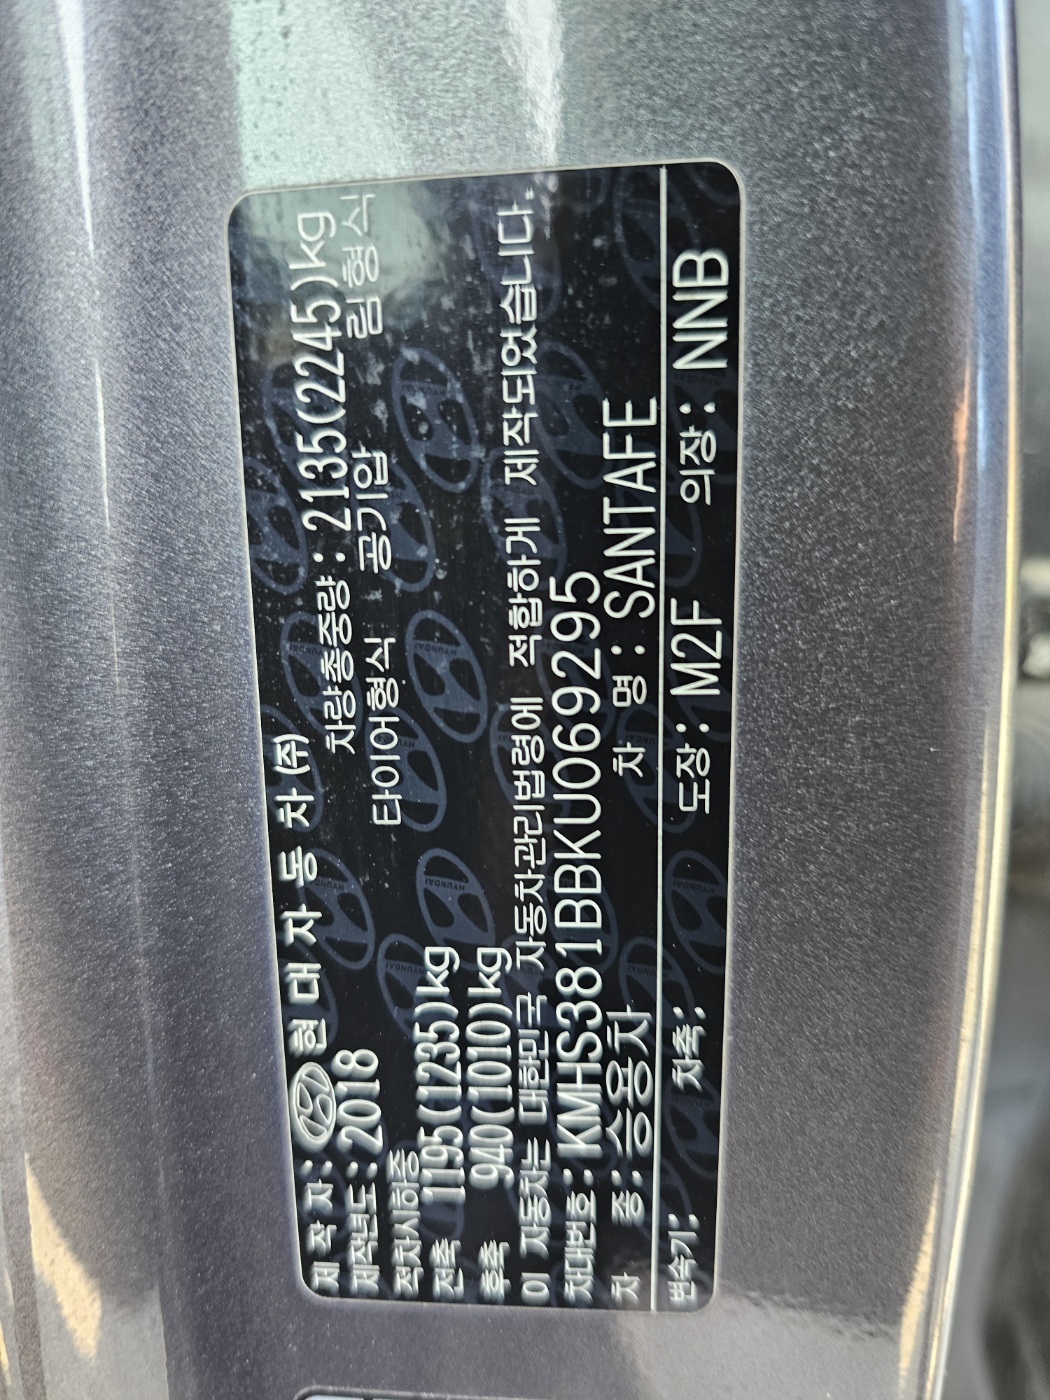 제 작 자: 현 대 자 동 차 (주)
제작년도: 2018 차량총중량: 2135(2245)kg
적차시하중 타이어형식 공기압 림형식
전축 1195(1235)kg
후축 940(1010)kg
이 자동차는 대한민국 자동차관리법령에 적합하게 제작되었습니다.
차대번호: KMHS381BBKU069295
차 종: 승용차 차 명: SANTAFE
변속기: 차축: 도장: M2F 의장: NNB